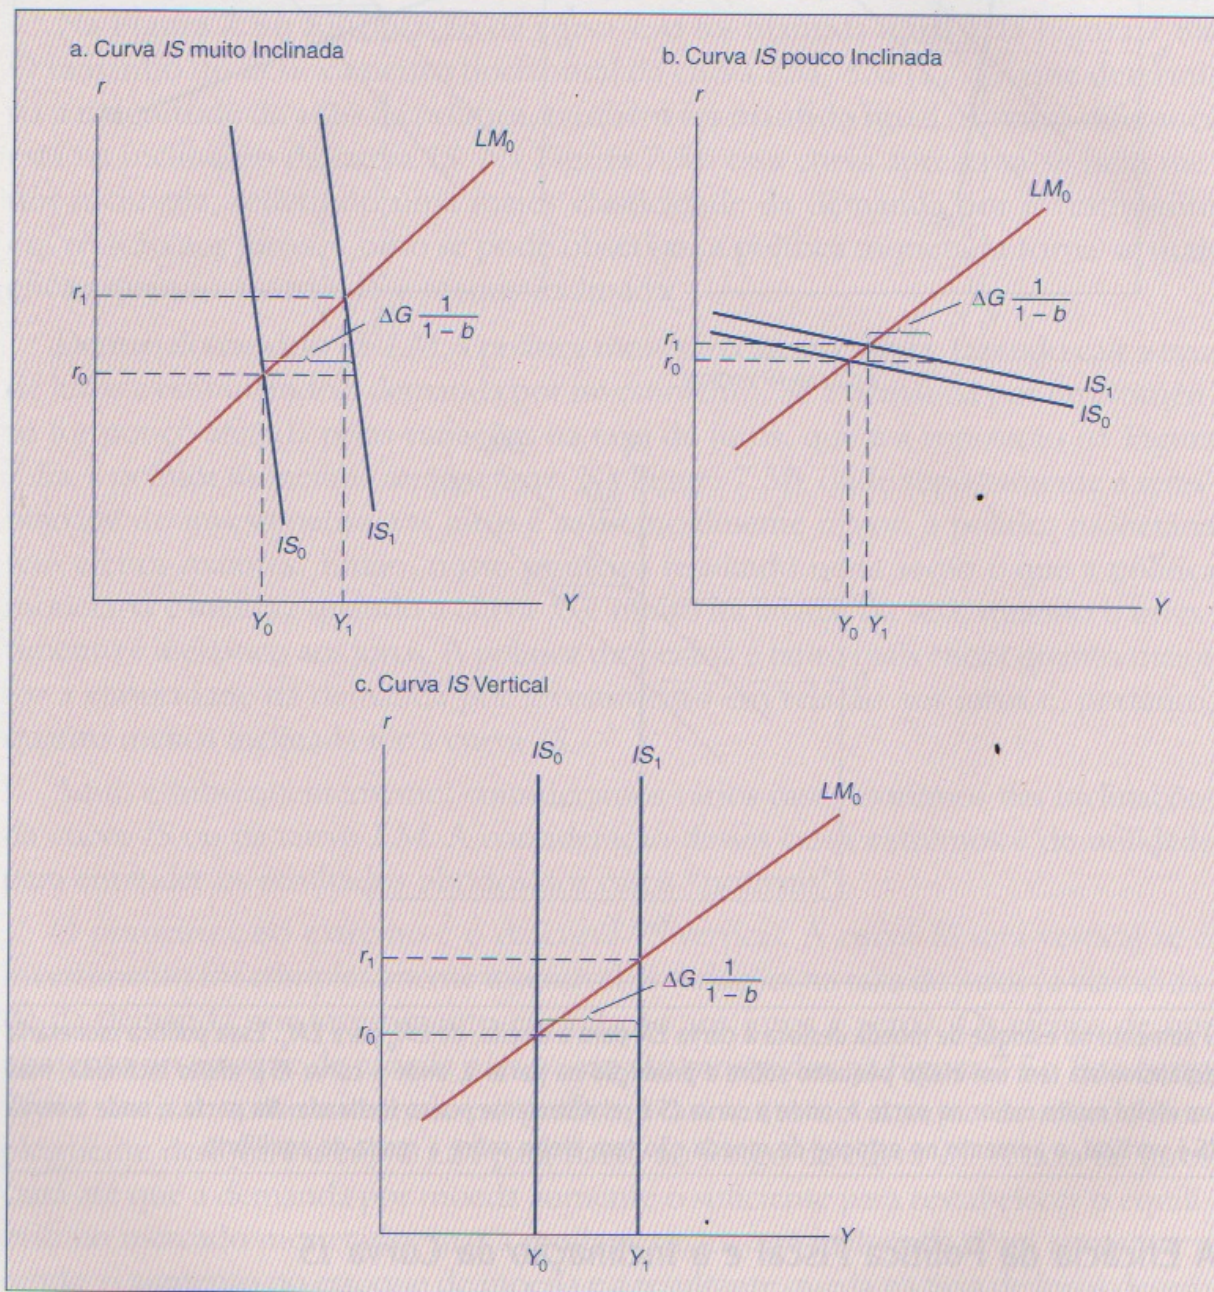 a. Curva IS muito Inclinada
r
LM₀
r₁
ΔG 1/(1 – b)
r₀
IS₀
IS₁
Y₀
Y₁
Y
b. Curva IS pouco Inclinada
r
LM₀
ΔG 1/(1 – b)
r₁
r₀
IS₁
IS₀
Y₀
Y₁
Y
c. Curva IS Vertical
r
IS₀
IS₁
LM₀
r₁
ΔG 1/(1 – b)
r₀
Y₀
Y₁
Y